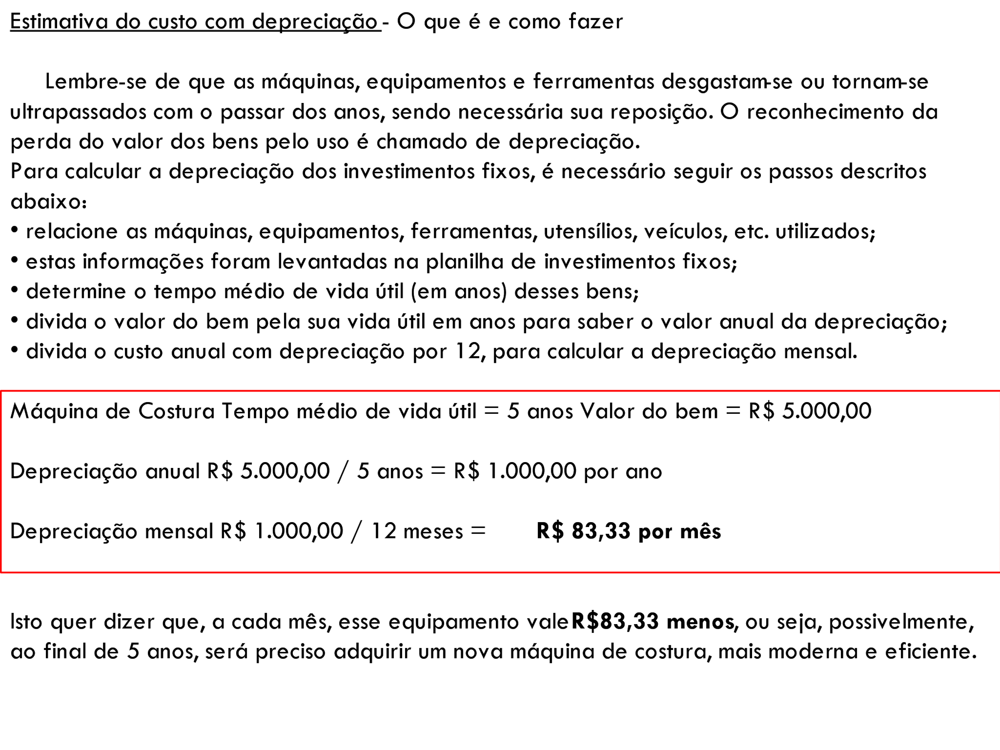 Estimativa do custo com depreciação - O que é e como fazer
Lembre-se de que as máquinas, equipamentos e ferramentas desgastam-se ou tornam-se
ultrapassados com o passar dos anos, sendo necessária sua reposição. O reconhecimento da
perda do valor dos bens pelo uso é chamado de depreciação.
Para calcular a depreciação dos investimentos fixos, é necessário seguir os passos descritos
abaixo:
• relacione as máquinas, equipamentos, ferramentas, utensílios, veículos, etc. utilizados;
• estas informações foram levantadas na planilha de investimentos fixos;
• determine o tempo médio de vida útil (em anos) desses bens;
• divida o valor do bem pela sua vida útil em anos para saber o valor anual da depreciação;
• divida o custo anual com depreciação por 12, para calcular a depreciação mensal.
Máquina de Costura Tempo médio de vida útil = 5 anos Valor do bem = R$ 5.000,00
Depreciação anual R$ 5.000,00 / 5 anos = R$ 1.000,00 por ano
Depreciação mensal R$ 1.000,00 / 12 meses = R$ 83,33 por mês
Isto quer dizer que, a cada mês, esse equipamento vale R$83,33 menos, ou seja, possivelmente,
ao final de 5 anos, será preciso adquirir um nova máquina de costura, mais moderna e eficiente.